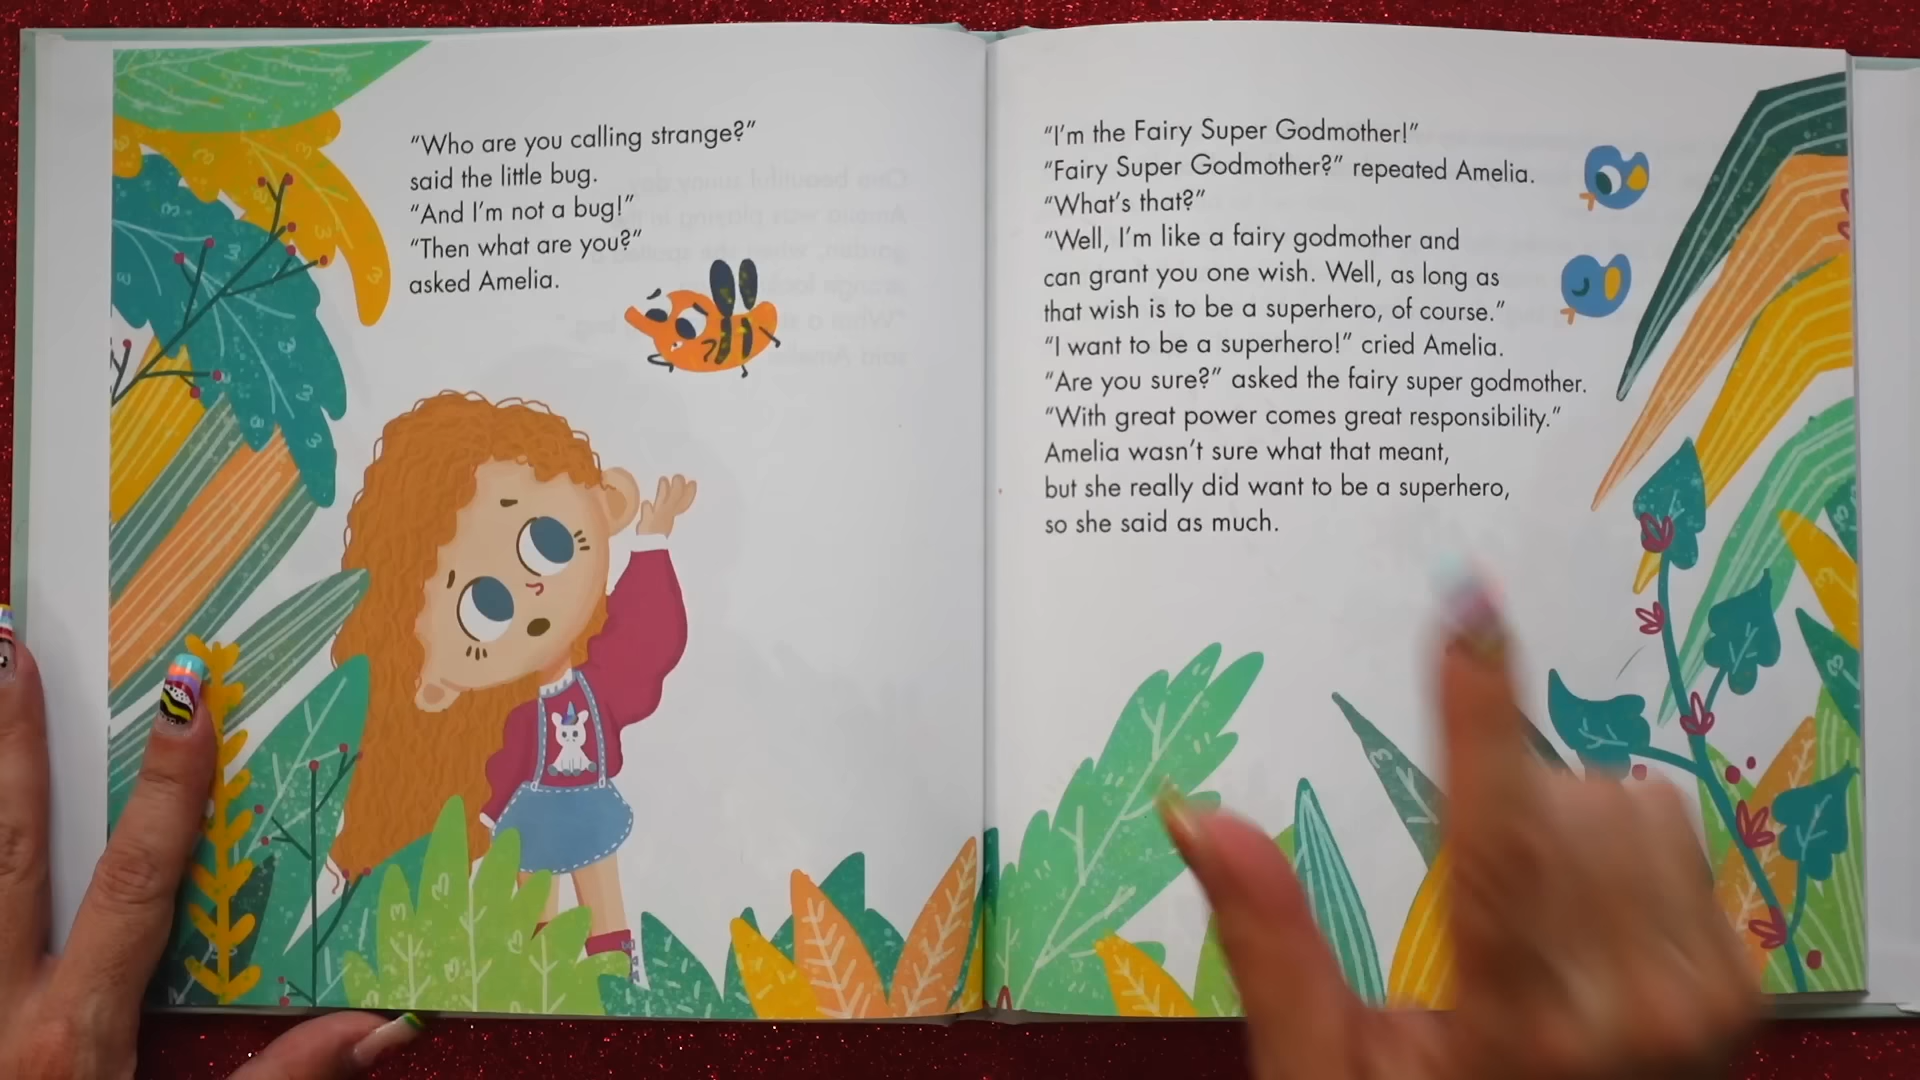 “Who are you calling strange?”
said the little bug.
“And I’m not a bug!”
“Then what are you?”
asked Amelia.
“I’m the Fairy Super Godmother!”
“Fairy Super Godmother?” repeated Amelia.
“What’s that?”
“Well, I’m like a fairy godmother and
can grant you one wish. Well, as long as
that wish is to be a superhero, of course.”
“I want to be a superhero!” cried Amelia.
“Are you sure?” asked the fairy super godmother.
“With great power comes great responsibility.”
Amelia wasn’t sure what that meant,
but she really did want to be a superhero,
so she said as much.